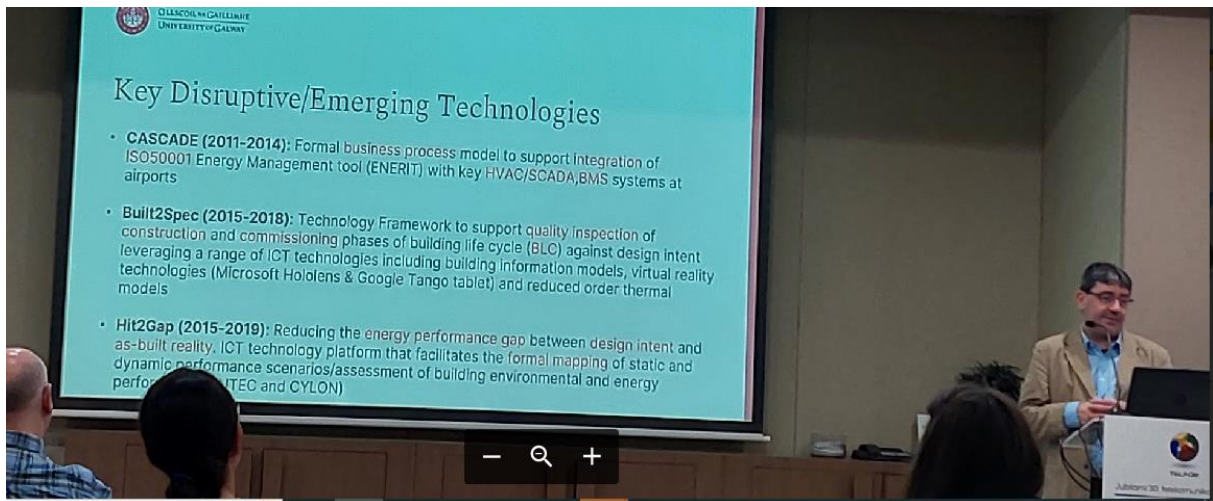 OLLSCOIL NA GAILLIMHE
UNIVERSITY OF GALWAY
Key Disruptive/Emerging Technologies
• CASCADE (2011-2014): Formal business process model to support integration of
ISO50001 Energy Management tool (ENERIT) with key HVAC/SCADA,BMS systems at
airports
• Built2Spec (2015-2018): Technology Framework to support quality inspection of
construction and commissioning phases of building life cycle (BLC) against design intent
leveraging a range of ICT technologies including building information models, virtual reality
technologies (Microsoft Hololens & Google Tango tablet) and reduced order thermal
models
• Hit2Gap (2015-2019): Reducing the energy performance gap between design intent and
as-built reality. ICT technology platform that facilitates the formal mapping of static and
dynamic performance scenarios/assessment of building environmental and energy
and CYLON)